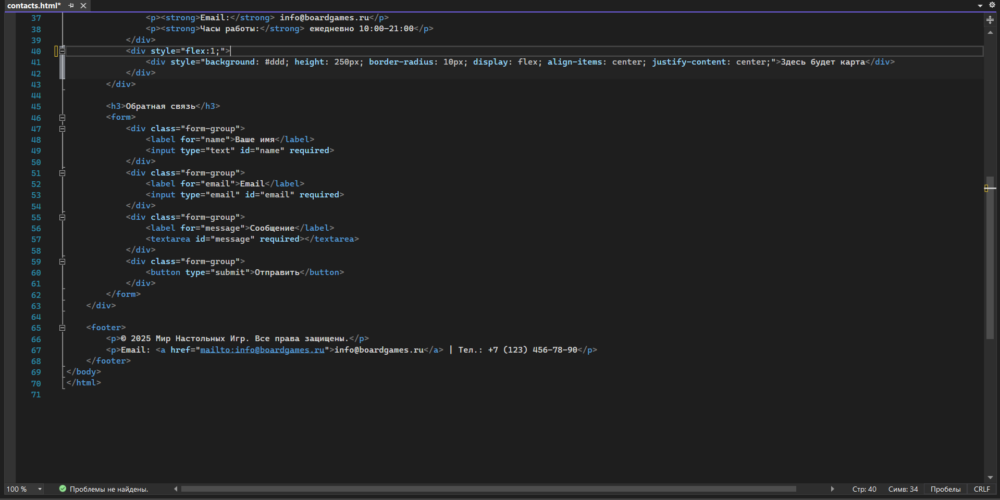 contacts.html*
37 <p><strong>Email:</strong> info@boardgames.ru</p>
38 <p><strong>Часы работы:</strong> ежедневно 10:00–21:00</p>
39 </div>
40 <div style="flex:1;">
41 <div style="background: #ddd; height: 250px; border-radius: 10px; display: flex; align-items: center; justify-content: center;">Здесь будет карта</div>
42 </div>
43 </div>
44
45 <h3>Обратная связь</h3>
46 <form>
47 <div class="form-group">
48 <label for="name">Ваше имя</label>
49 <input type="text" id="name" required>
50 </div>
51 <div class="form-group">
52 <label for="email">Email</label>
53 <input type="email" id="email" required>
54 </div>
55 <div class="form-group">
56 <label for="message">Сообщение</label>
57 <textarea id="message" required></textarea>
58 </div>
59 <div class="form-group">
60 <button type="submit">Отправить</button>
61 </div>
62 </form>
63 </div>
64
65 <footer>
66 <p>© 2025 Мир Настольных Игр. Все права защищены.</p>
67 <p>Email: <a href="mailto:info@boardgames.ru">info@boardgames.ru</a> | Тел.: +7 (123) 456-78-90</p>
68 </footer>
69 </body>
70 </html>
71
100 % Проблемы не найдены. Стр: 40 Симв: 34 Пробелы CRLF